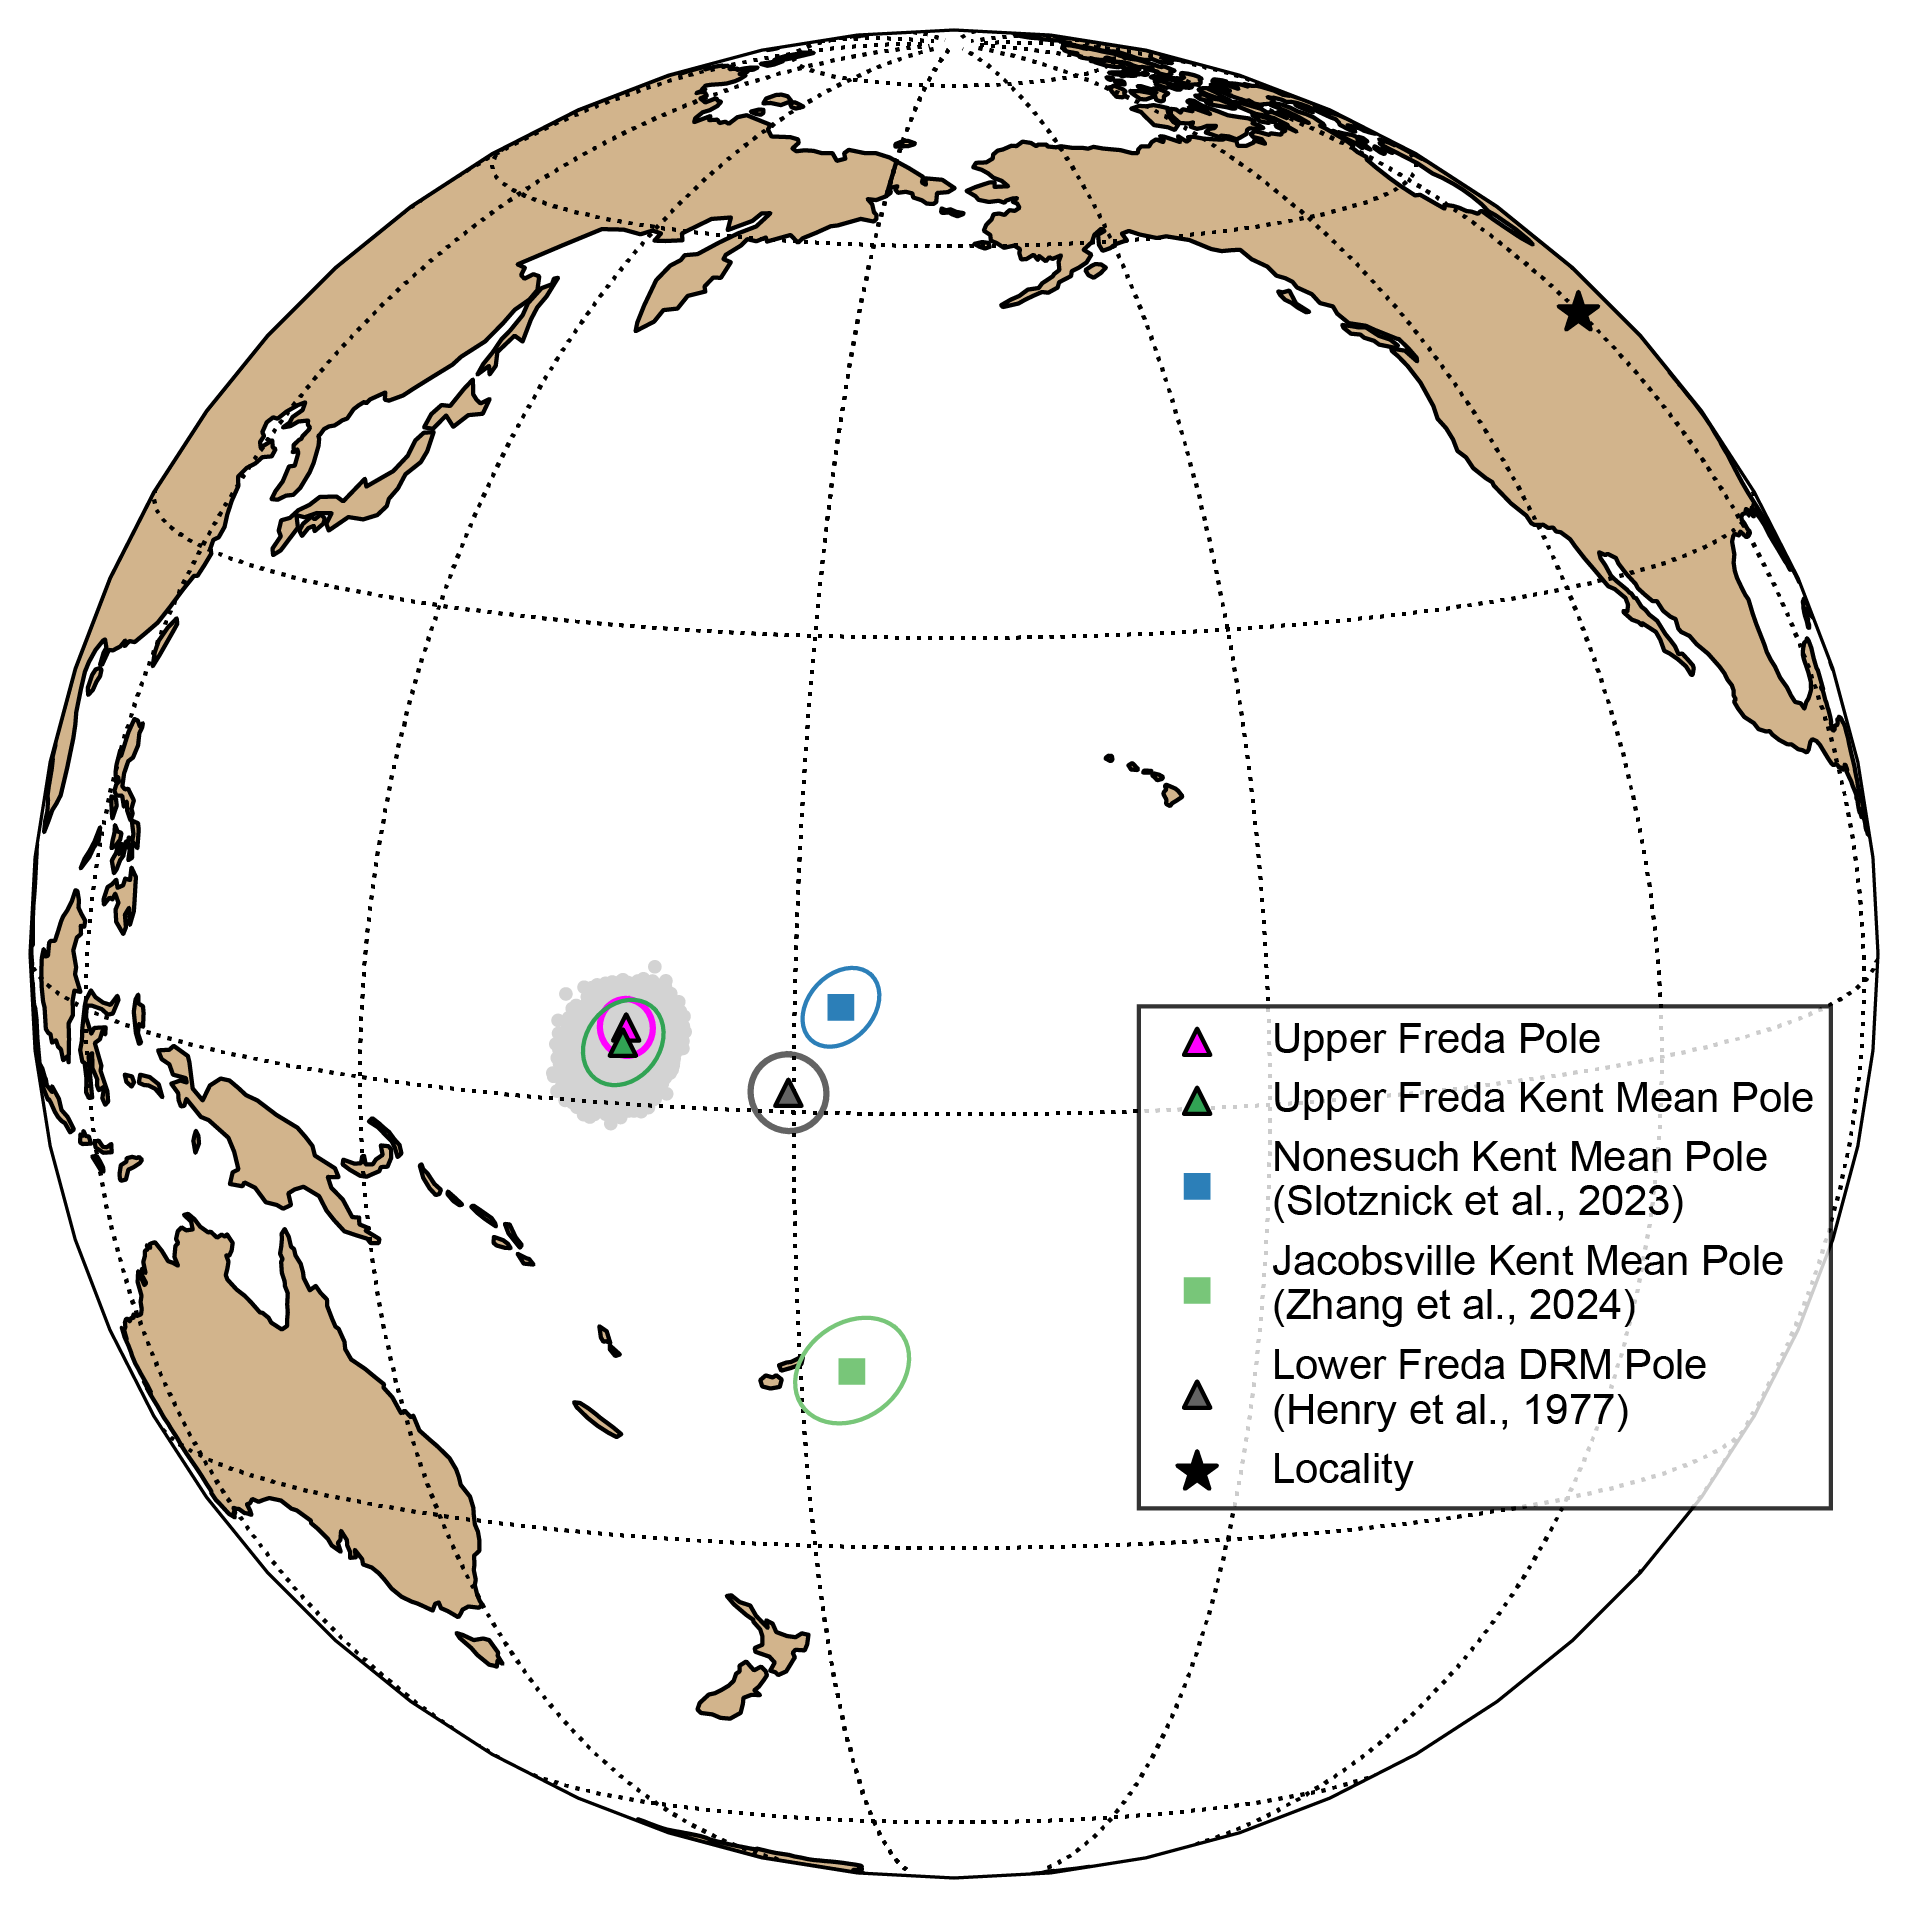 Upper Freda Pole
Upper Freda Kent Mean Pole
Nonesuch Kent Mean Pole
(Slotznick et al., 2023)
Jacobsville Kent Mean Pole
(Zhang et al., 2024)
Lower Freda DRM Pole
(Henry et al., 1977)
Locality